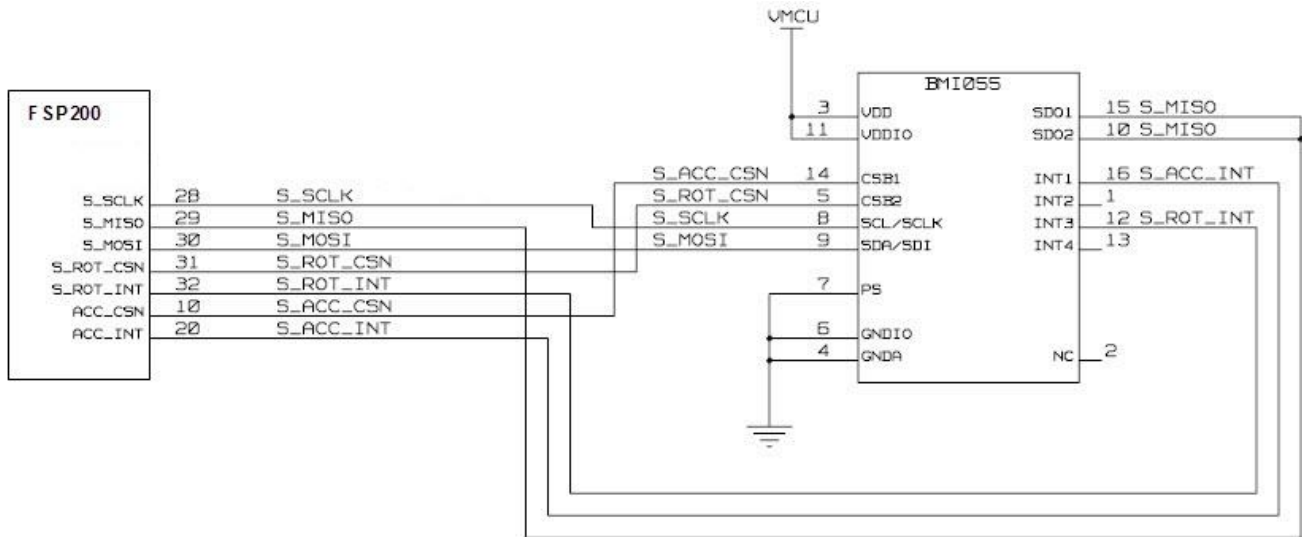 VMCU
FSP200
BMI055
3 VDD
11 VDDIO
SDO1 15 S_MISO
SDO2 10 S_MISO
S_ACC_CSN 14 CSB1
S_ROT_CSN 5 CSB2
S_SCLK 8 SCL/SCLK
S_MOSI 9 SDA/SDI
INT1 16 S_ACC_INT
INT2 1
INT3 12 S_ROT_INT
INT4 13
S_SCLK 28 S_SCLK
S_MISO 29 S_MISO
S_MOSI 30 S_MOSI
S_ROT_CSN 31 S_ROT_CSN
S_ROT_INT 32 S_ROT_INT
ACC_CSN 10 S_ACC_CSN
ACC_INT 20 S_ACC_INT
7 PS
6 GNDIO
4 GNDA
NC 2